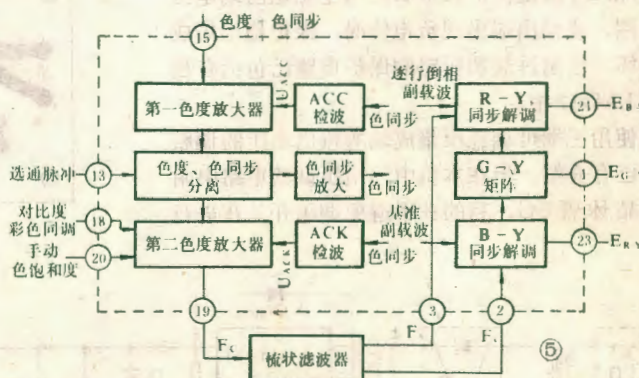 色度 色同步
15
逐行倒相
副载波
第一色度放大器
U_ACC
ACC
检波
色同步
R-Y,
同步解调
21
选通脉冲
13
色度、色同步
分离
色同步
放大
色同步
G-Y
矩阵
对比度
彩色同调
18
手动
色饱和度
20
第二色度放大器
U_ACK
ACK
检波
基准
副载波
色同步
B-Y
同步解调
23
E_R-Y
19
3
2
F_C
梳状滤波器
⑤